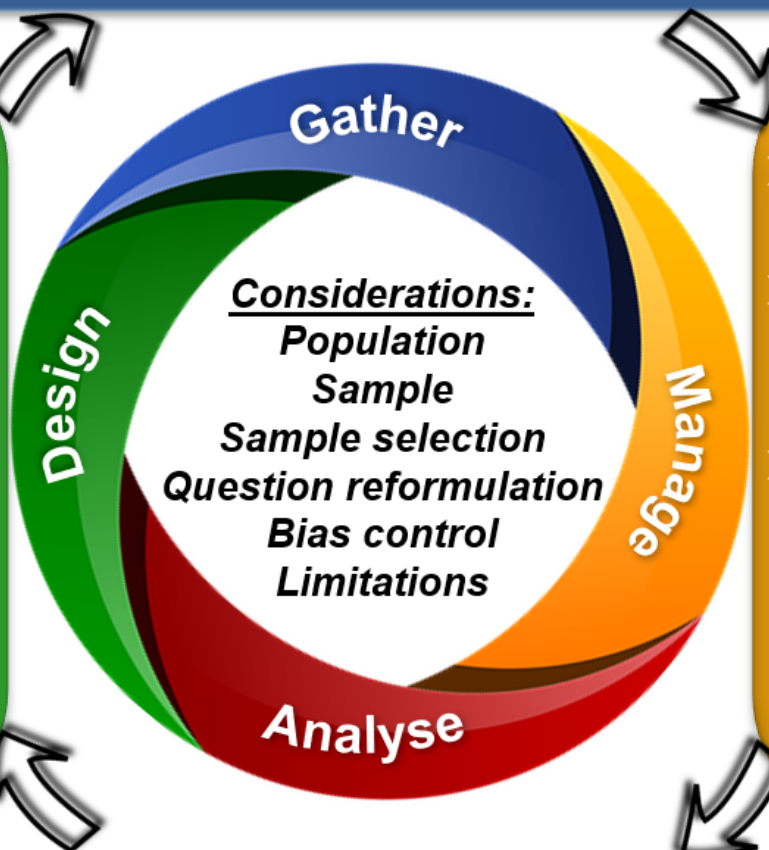 Gather
Considerations:
Population
Sample
Sample selection
Question reformulation
Bias control
Limitations
Design
Manage
Analyse